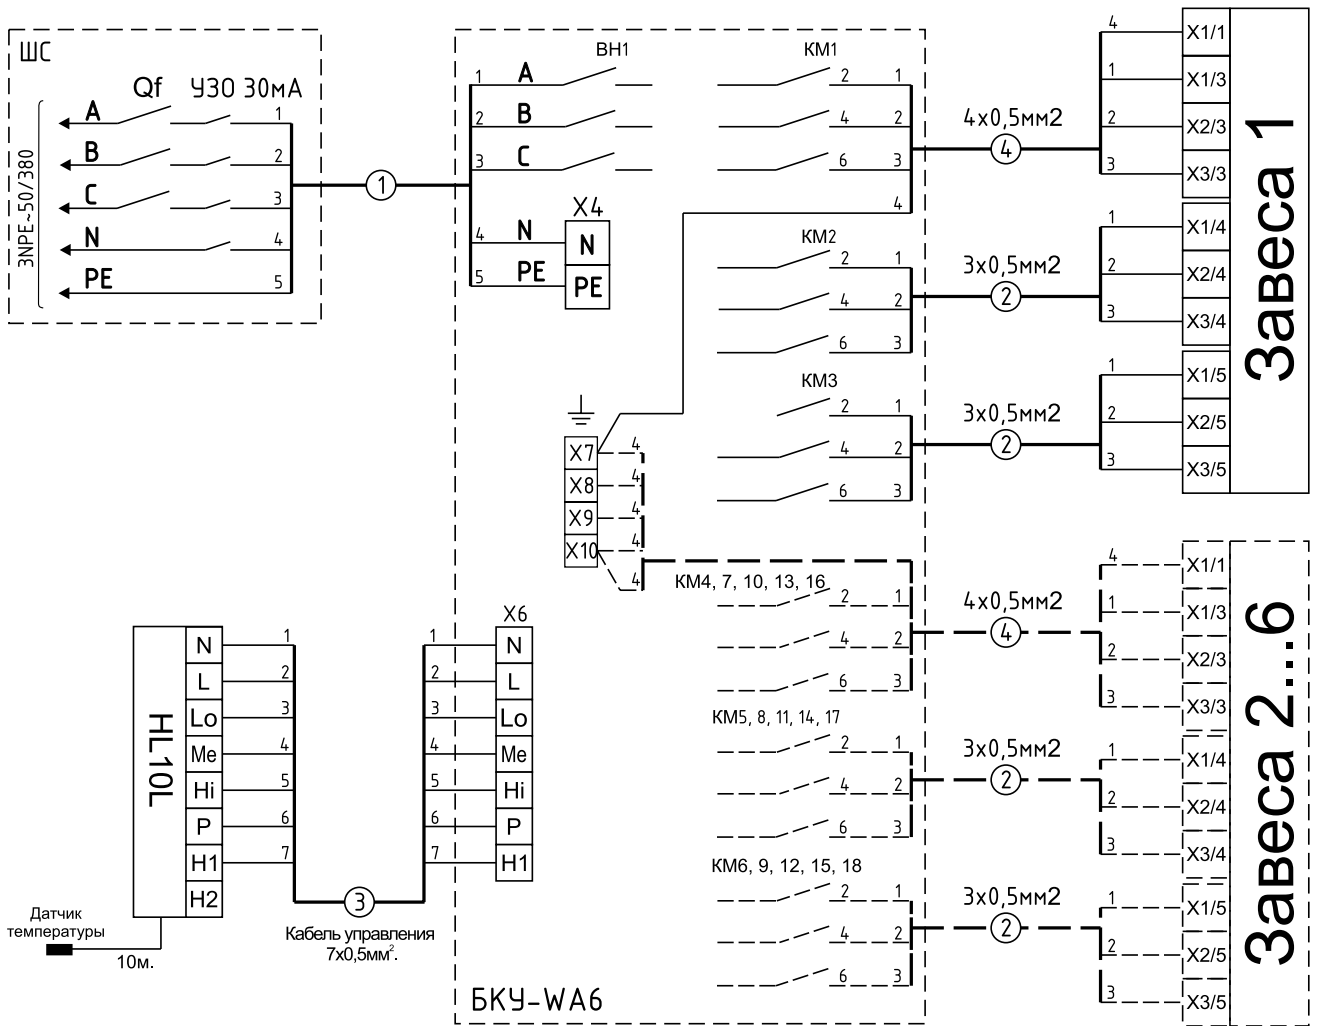 ШС
Qf УЗО 30мА
3NPE~50/380
A 1
B 2
C 3
N 4
PE 5
1
ВН1 КМ1
1 A 2 1
2 B 4 2
3 C 6 3
4
X4
4 N N
5 PE PE
КМ2
2 1
4 2
6 3
КМ3
2 1
4 2
6 3
X7 4
X8 4
X9 4
X10 4
4
КМ4, 7, 10, 13, 16
2 1
4 2
6 3
КМ5, 8, 11, 14, 17
2 1
4 2
6 3
КМ6, 9, 12, 15, 18
2 1
4 2
6 3
БКУ-WA6
4х0,5мм2
4
3х0,5мм2
2
3х0,5мм2
2
4х0,5мм2
4
3х0,5мм2
2
3х0,5мм2
2
4 X1/1
1 X1/3
2 X2/3
3 X3/3
1 X1/4
2 X2/4
3 X3/4
1 X1/5
2 X2/5
3 X3/5
Завеса 1
4 X1/1
1 X1/3
2 X2/3
3 X3/3
1 X1/4
2 X2/4
3 X3/4
1 X1/5
2 X2/5
3 X3/5
Завеса 2...6
HL10L
X6
N 1 1 N
L 2 2 L
Lo 3 3 Lo
Me 4 4 Me
Hi 5 5 Hi
P 6 6 P
H1 7 7 H1
H2
3
Кабель управления
7х0,5мм².
Датчик
температуры
10м.